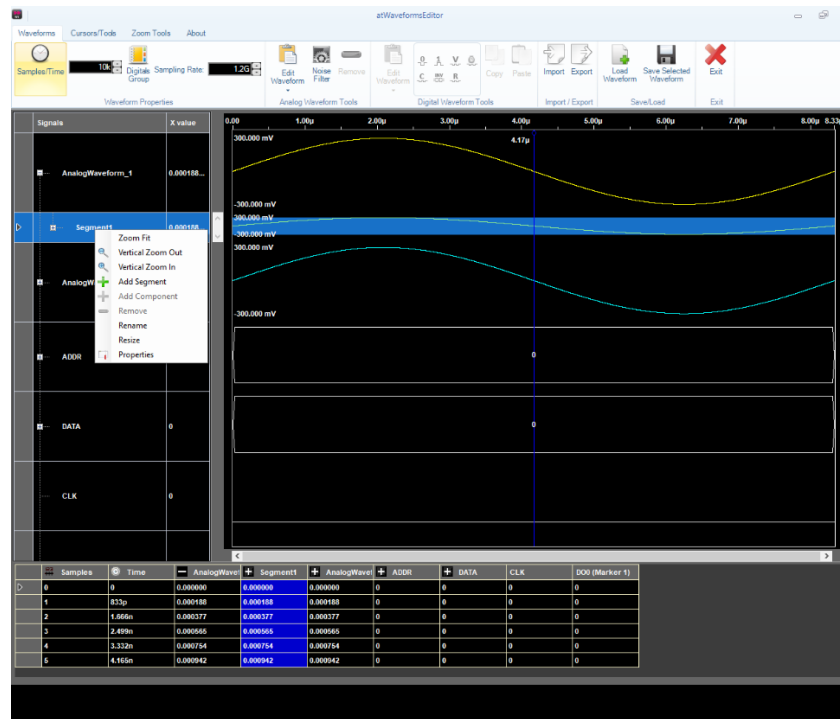 atWaveformsEditor
Waveforms Cursors/Tools Zoom Tools About
Samples/Time 10k Digitals Group Sampling Rate: 1.2G Edit Waveform Noise Filter Remove Edit Waveform 0 1 V C INV R Copy Paste Import Export Load Waveform Save Selected Waveform Exit
Waveform Properties Analog Waveform Tools Digital Waveform Tools Import / Export Save/Load Exit
Signals X value 0.00 1.00µ 2.00µ 3.00µ 4.00µ 5.00µ 6.00µ 7.00µ 8.00µ 8.33
300.000 mV 4.17µ
AnalogWaveform_1 0.000188...
-300.000 mV
300.000 mV
Segment1 0.000188...
-300.000 mV
300.000 mV
Zoom Fit
Vertical Zoom Out
Vertical Zoom In
AnalogW Add Segment
Add Component
Remove
-300.000 mV
Rename
Resize
Properties
ADDR 0
DATA 0 0
CLK 0
Samples Time AnalogWavef Segment1 AnalogWavef ADDR DATA CLK DO0 (Marker 1)
0 0 0.000000 0.000000 0.000000 0 0 0 0
1 833p 0.000188 0.000188 0.000188 0 0 0 0
2 1.666n 0.000377 0.000377 0.000377 0 0 0 0
3 2.499n 0.000565 0.000565 0.000565 0 0 0 0
4 3.332n 0.000754 0.000754 0.000754 0 0 0 0
5 4.165n 0.000942 0.000942 0.000942 0 0 0 0